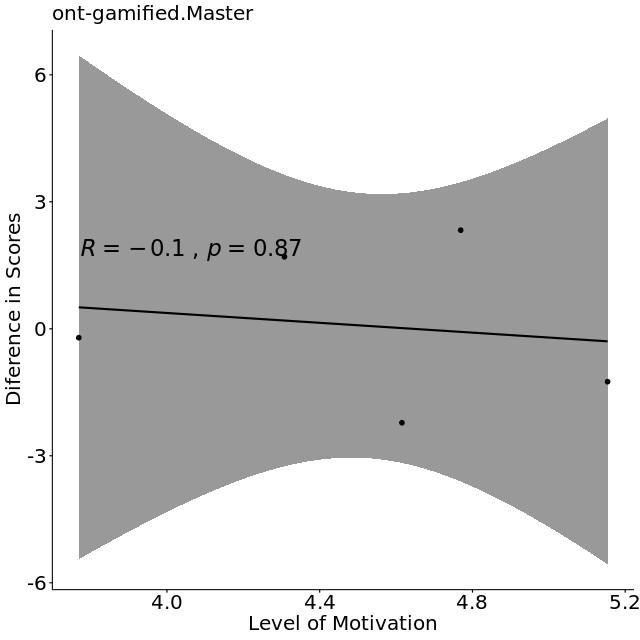 ont-gamified.Master
6
3
0
-3
-6
R = −0.1 , p = 0.87
4.0 4.4 4.8 5.2
Level of Motivation
Diference in Scores